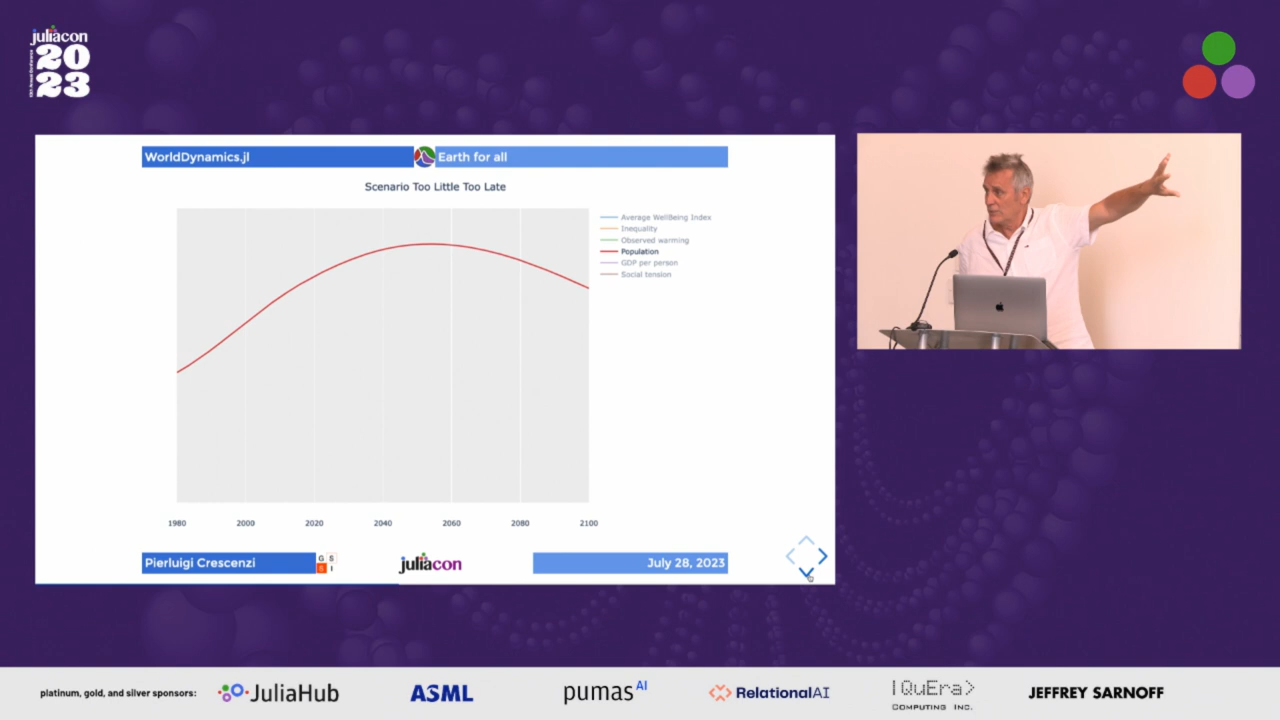 juliacon
20
23
WorldDynamics.jl
Earth for all
Scenario Too Little Too Late
Average WellBeing Index
Inequality
Observed warming
Population
GDP per person
Social tension
1980 2000 2020 2040 2060 2080 2100
Pierluigi Crescenzi
G S
S I
juliacon
July 28, 2023
platinum, gold, and silver sponsors:
JuliaHub
ASML
pumas AI
RelationalAI
|QuEra>
COMPUTING INC.
JEFFREY SARNOFF